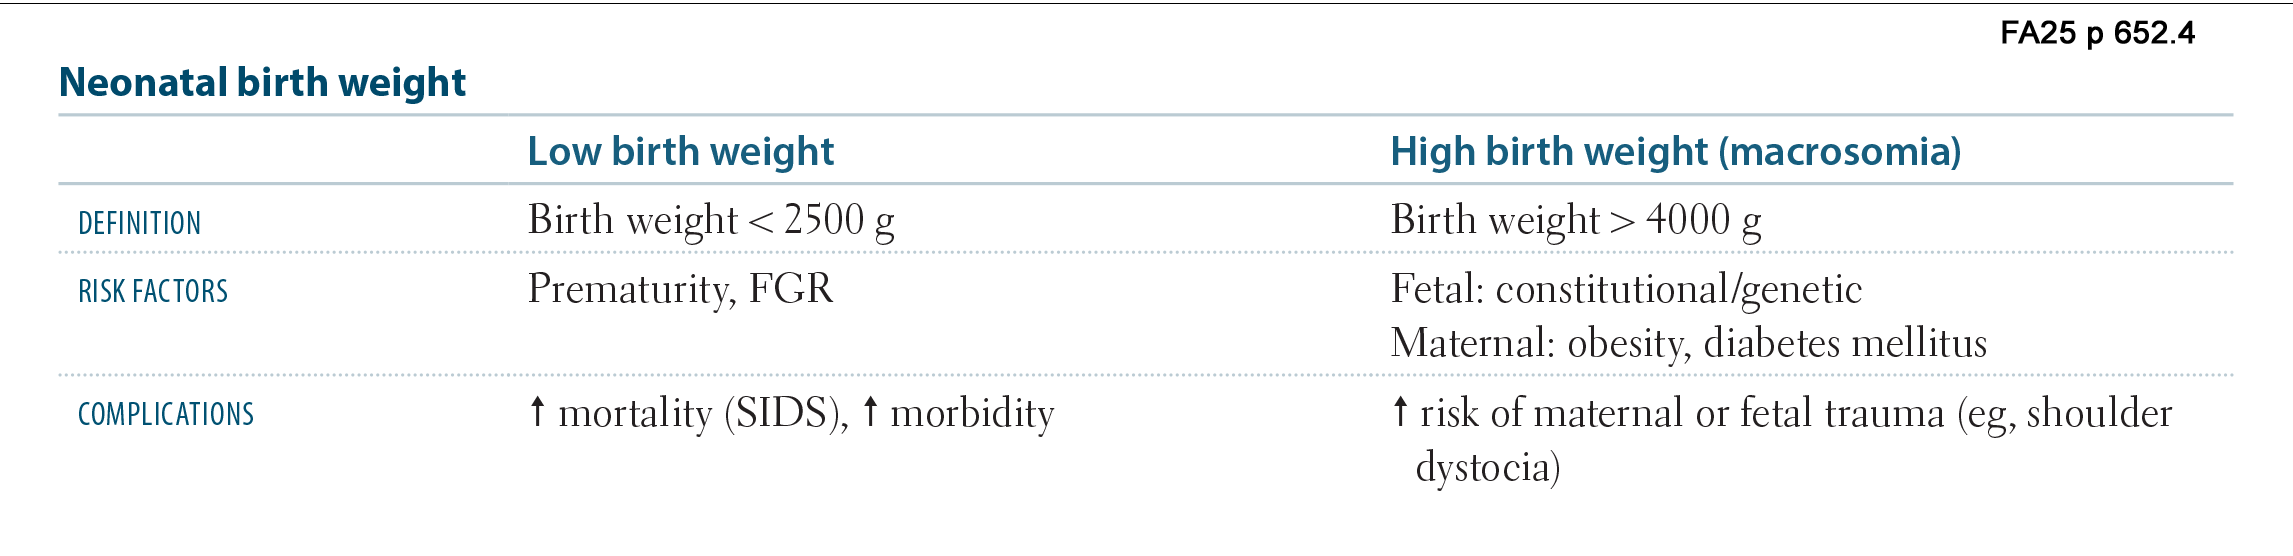 FA25 p 652.4
Neonatal birth weight
Low birth weight High birth weight (macrosomia)
DEFINITION Birth weight < 2500 g Birth weight > 4000 g
RISK FACTORS Prematurity, FGR Fetal: constitutional/genetic
Maternal: obesity, diabetes mellitus
COMPLICATIONS ↑ mortality (SIDS), ↑ morbidity ↑ risk of maternal or fetal trauma (eg, shoulder
dystocia)